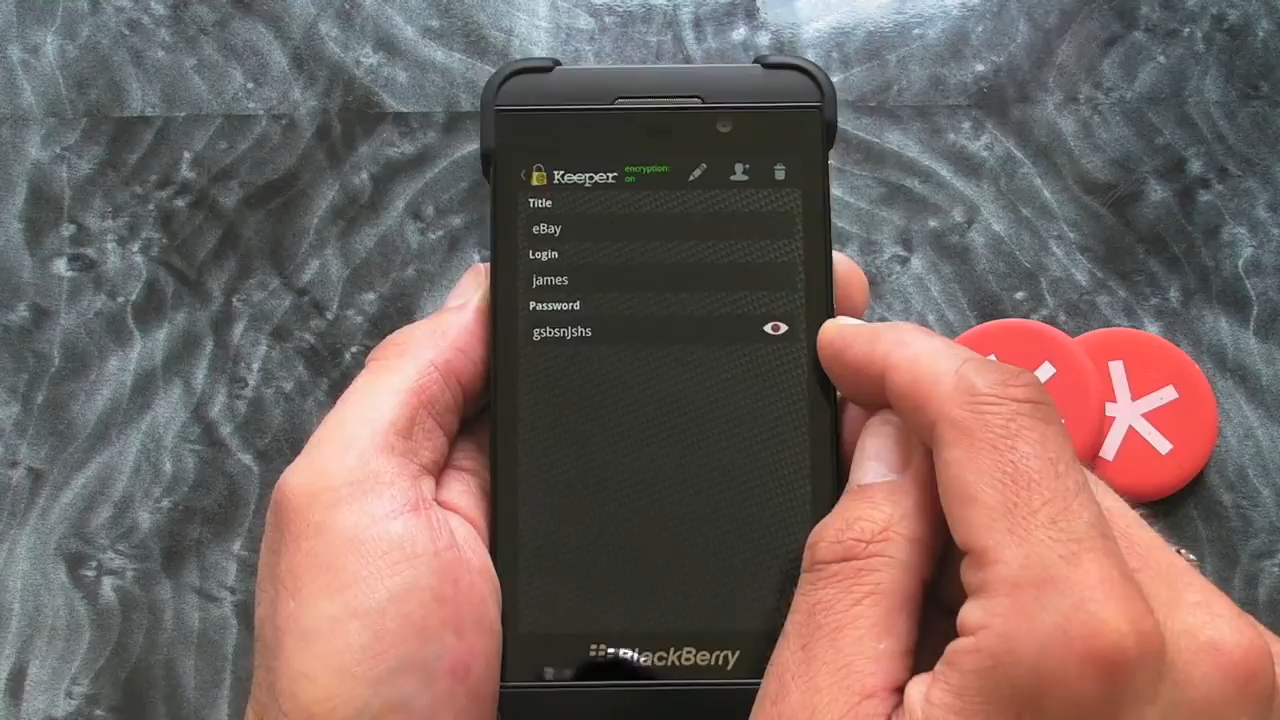 Keeper
encryption:
on
Title
eBay
Login
james
Password
gsbsnJshs
BlackBerry